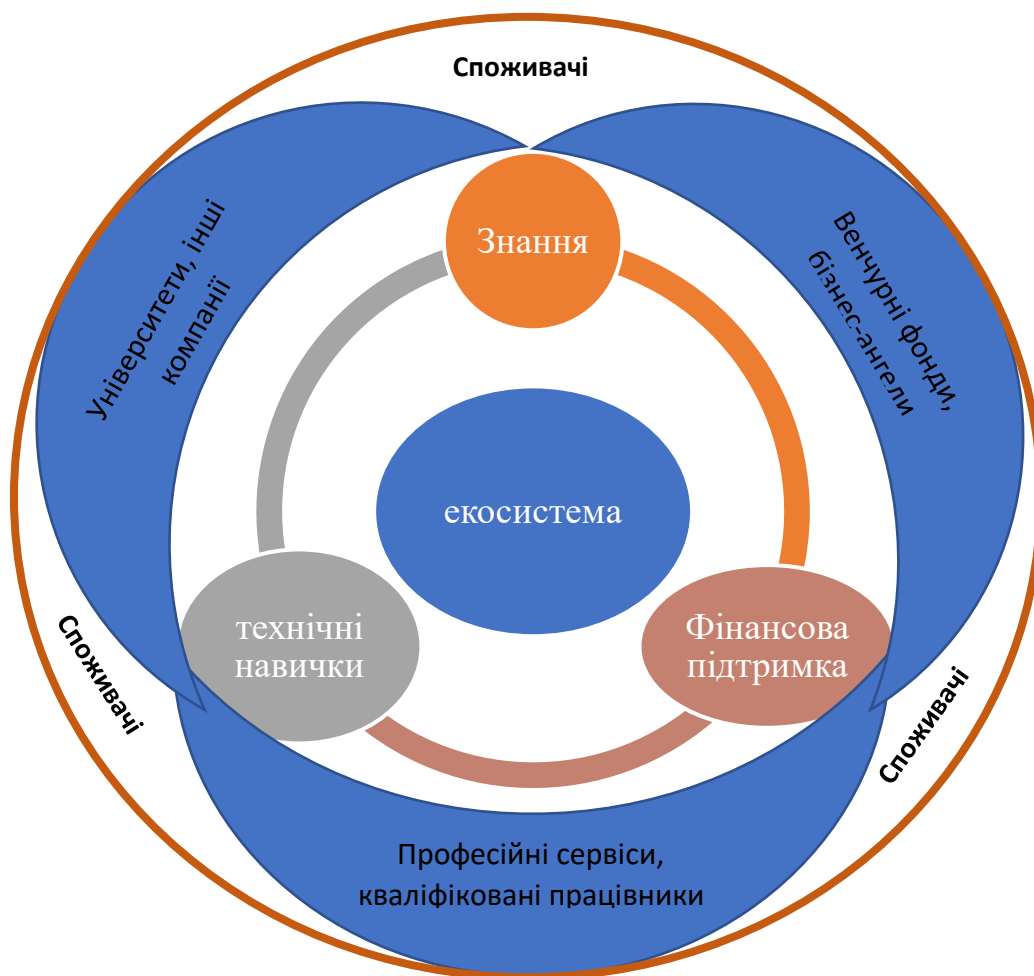 Споживачі
Університети, інші
компанії
Венчурні фонди,
бізнес-ангели
Знання
екосистема
технічні
навички
Фінансова
підтримка
Споживачі
Споживачі
Професійні сервіси,
кваліфіковані працівники